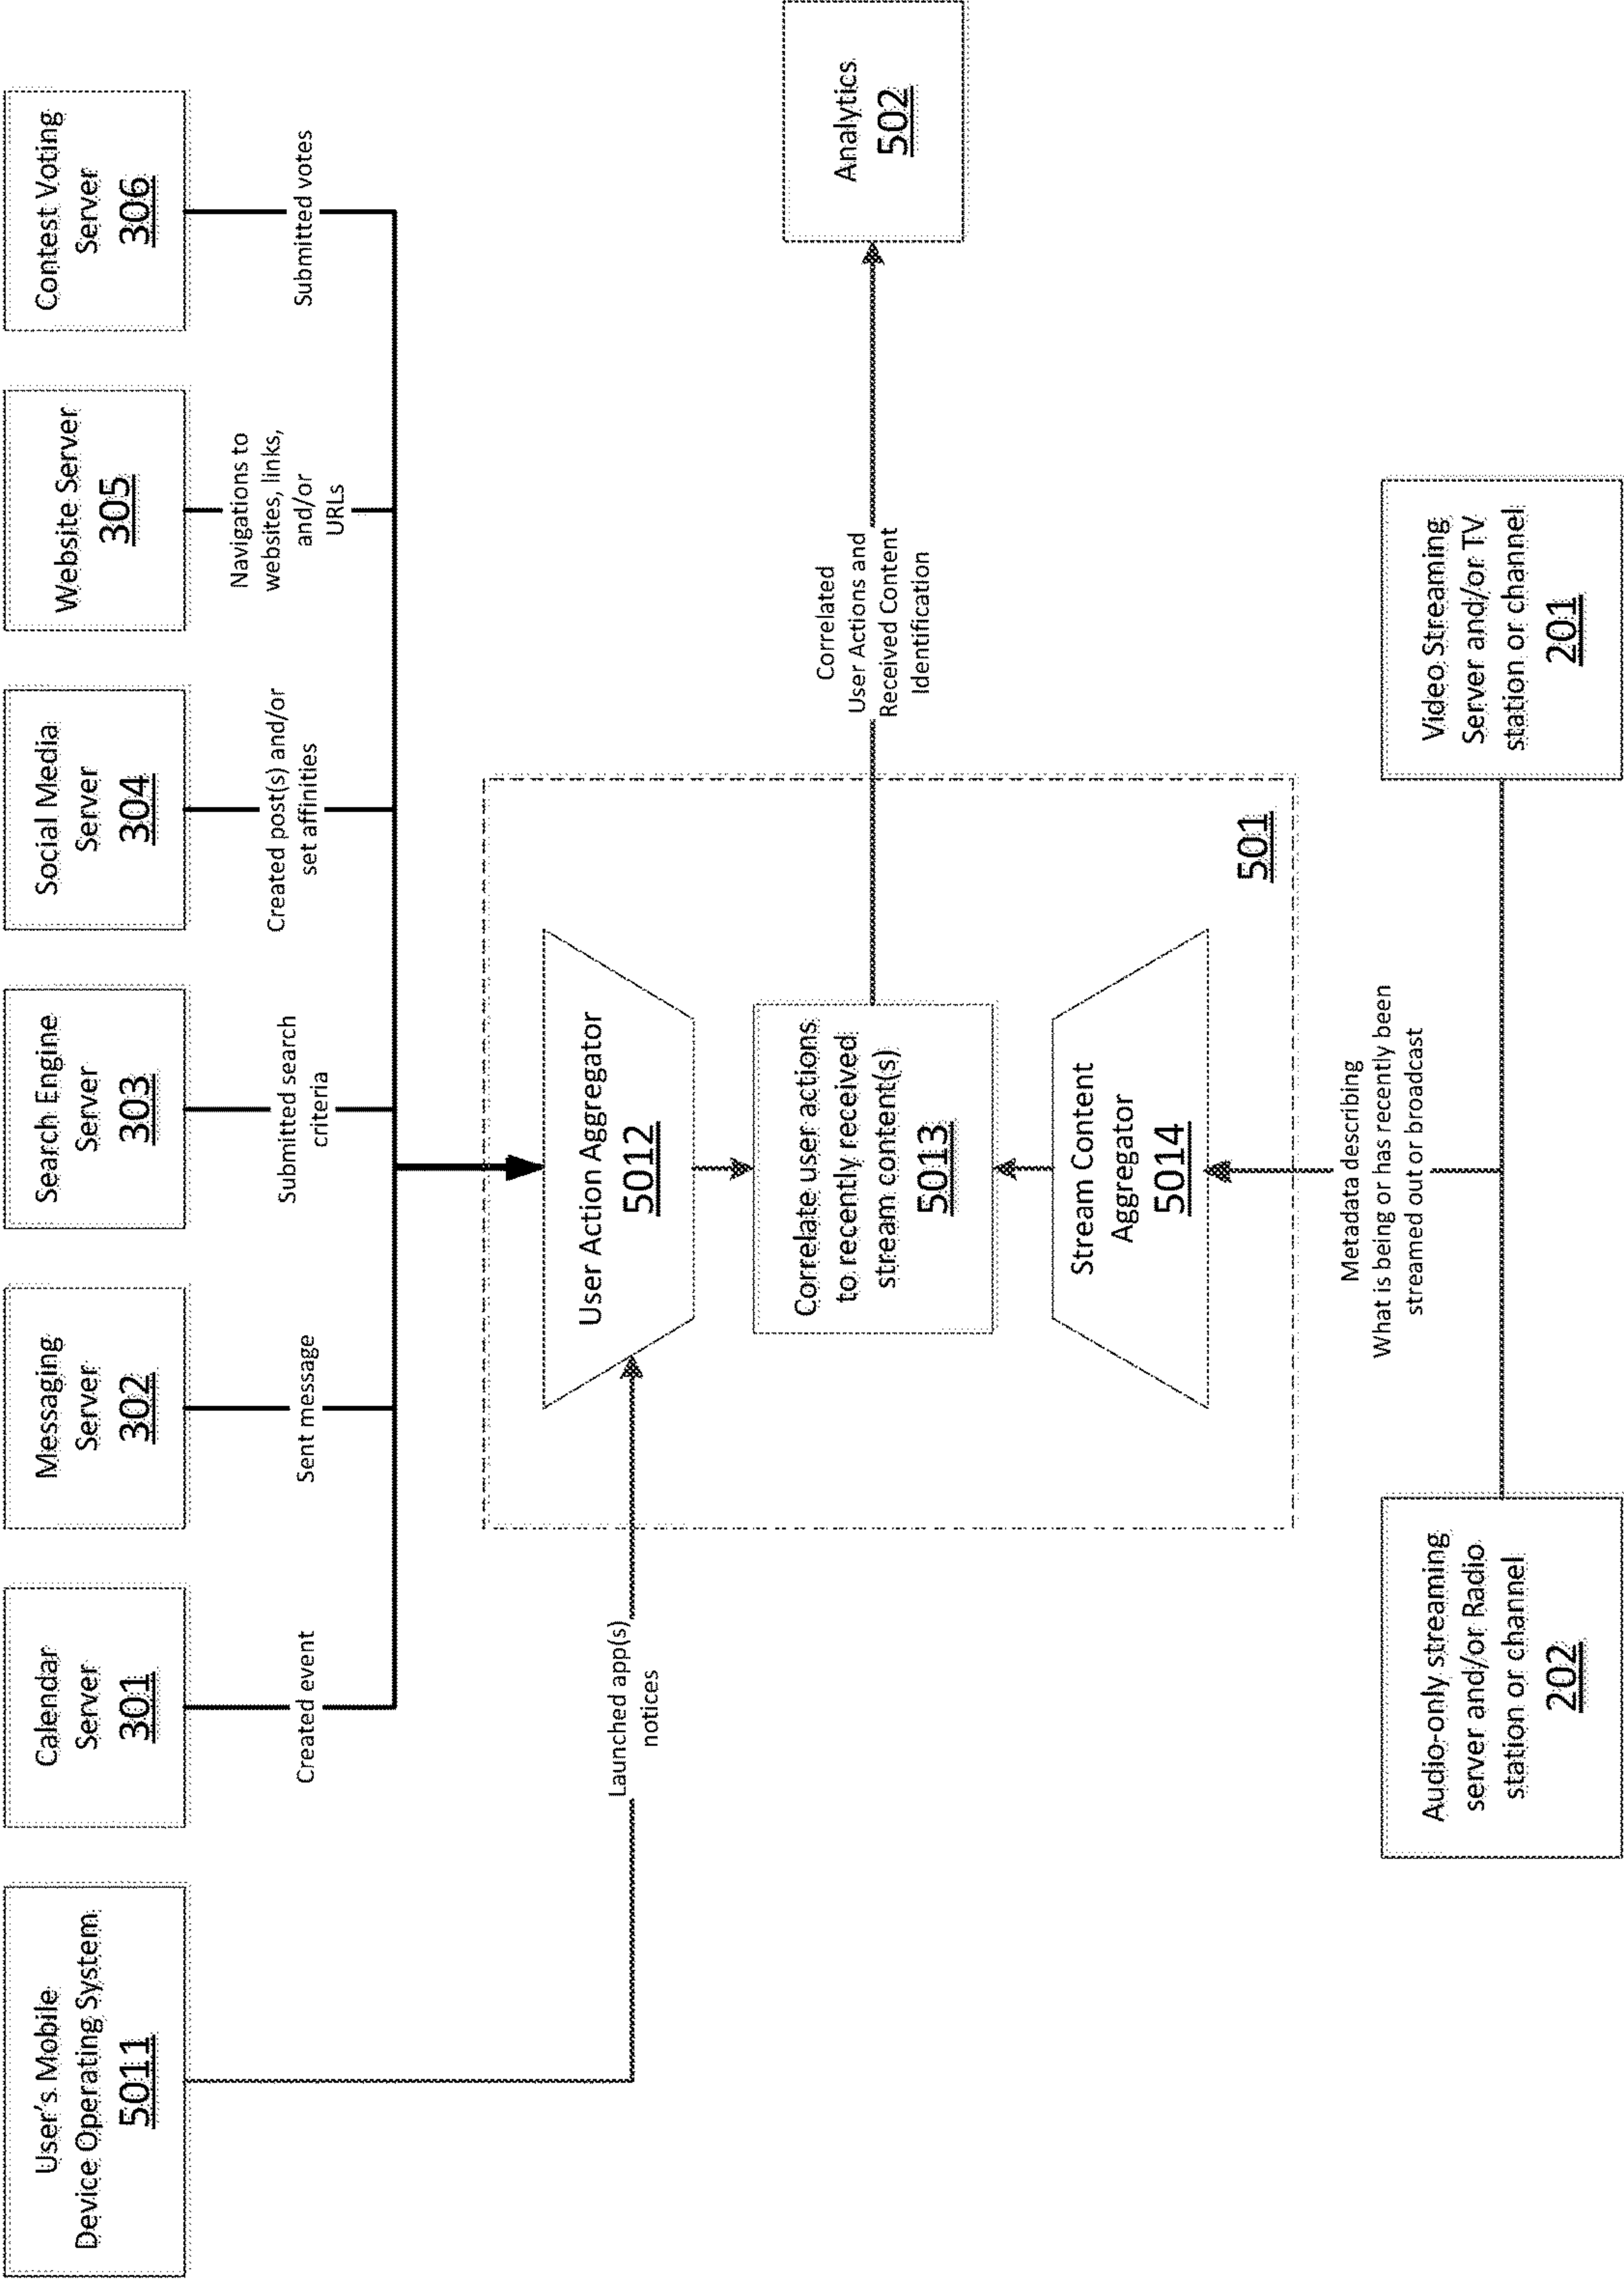 User's Mobile
Device Operating System
5011
Calendar
Server
301
Messaging
Server
302
Search Engine
Server
303
Social Media
Server
304
Website Server
305
Contest Voting
Server
306
Created event
Sent message
Submitted search
criteria
Created post(s) and/or
set affinities
Navigations to
websites, links,
and/or
URLs
Submitted votes
Launched app(s)
notices
User Action Aggregator
5012
Correlate user actions
to recently received
stream content(s)
5013
Stream Content
Aggregator
5014
501
Correlated
User Actions and
Received Content
Identification
Analytics
502
Metadata describing
What is being or has recently been
streamed out or broadcast
Audio-only streaming
server and/or Radio
station or channel
202
Video Streaming
Server and/or TV
station or channel
201